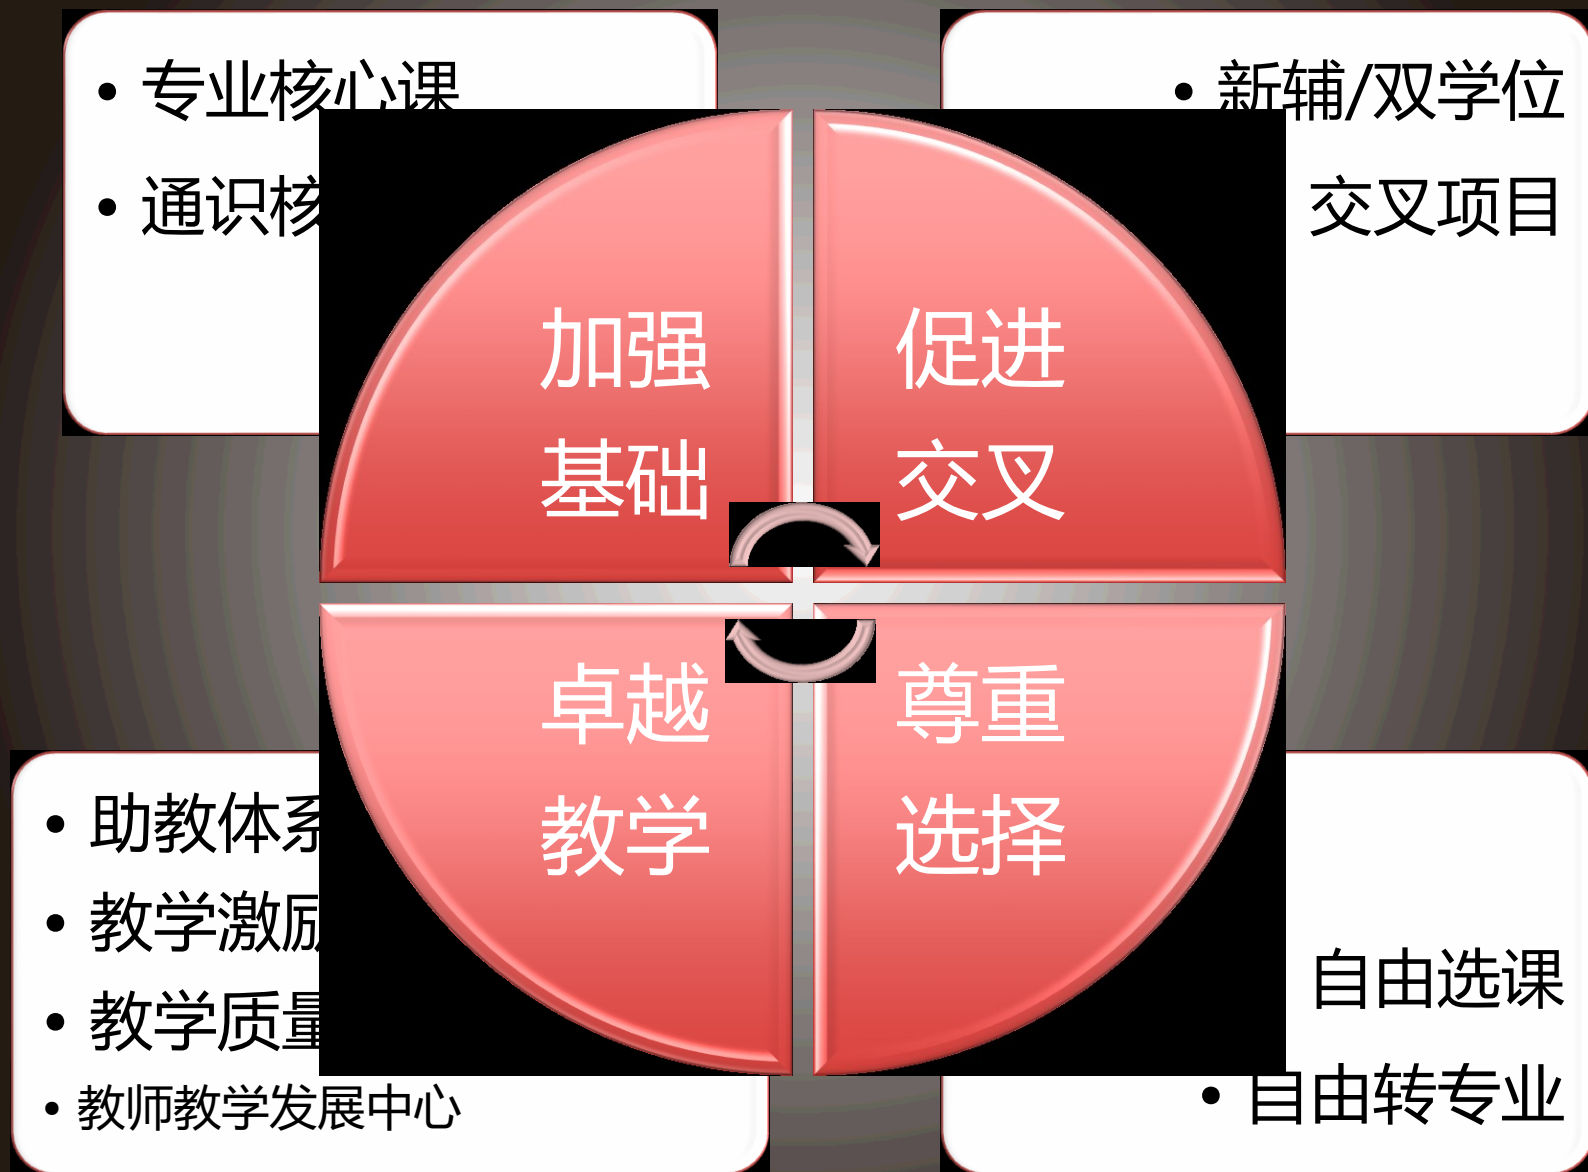 • 专业核心课
• 通识核
• 新辅/双学位
交叉项目
加强
基础
促进
交叉
卓越
教学
尊重
选择
• 助教体系
• 教学激励
• 教学质量
• 教师教学发展中心
自由选课
• 自由转专业